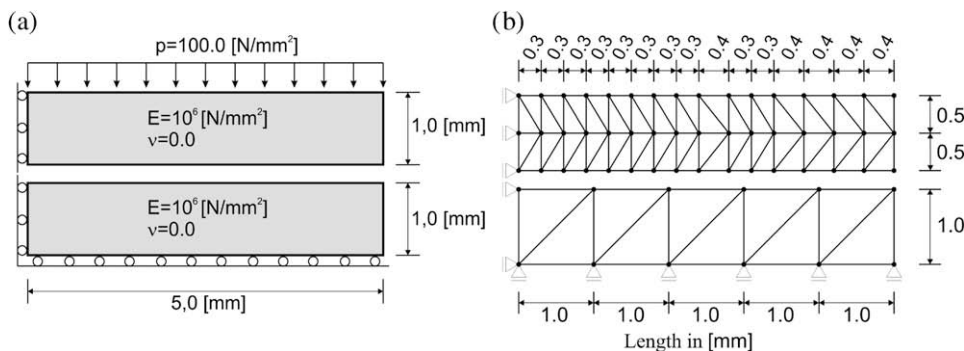 (a)
p=100.0 [N/mm²]
E=10⁶ [N/mm²]
ν=0.0
1,0 [mm]
E=10⁶ [N/mm²]
ν=0.0
1,0 [mm]
5,0 [mm]
(b)
0.3 0.3 0.3 0.3 0.3 0.3 0.3 0.3 0.4 0.3 0.3 0.4 0.4 0.4 0.4
0.5
0.5
1.0
1.0 1.0 1.0 1.0 1.0
Length in [mm]